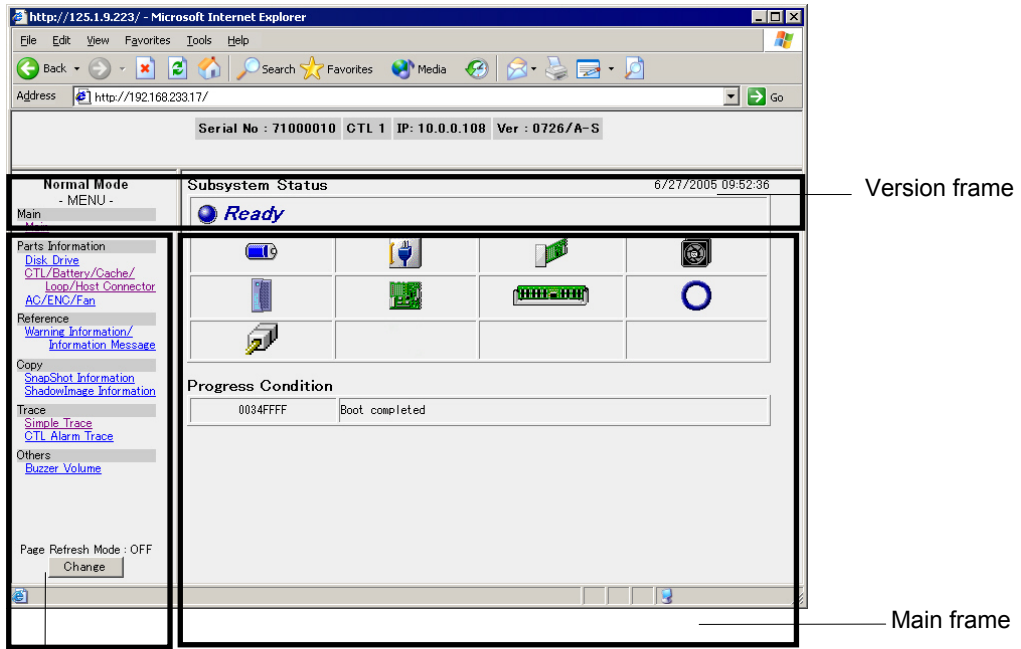 http://125.1.9.223/ - Microsoft Internet Explorer
File Edit View Favorites Tools Help
Back Search Favorites Media
Address http://192.168.233.17/ Go
Serial No : 71000010 CTL 1 IP: 10.0.0.108 Ver : 0726/A-S
Normal Mode
- MENU -
Main
Main
Parts Information
Disk Drive
CTL/Battery/Cache/
Loop/Host Connector
AC/ENC/Fan
Reference
Warning Information/
Information Message
Copy
SnapShot Information
ShadowImage Information
Trace
Simple Trace
CTL Alarm Trace
Others
Buzzer Volume
Page Refresh Mode : OFF
Change
Subsystem Status 6/27/2005 09:52:36
Ready
Progress Condition
0034FFFF Boot completed
Version frame
Main frame